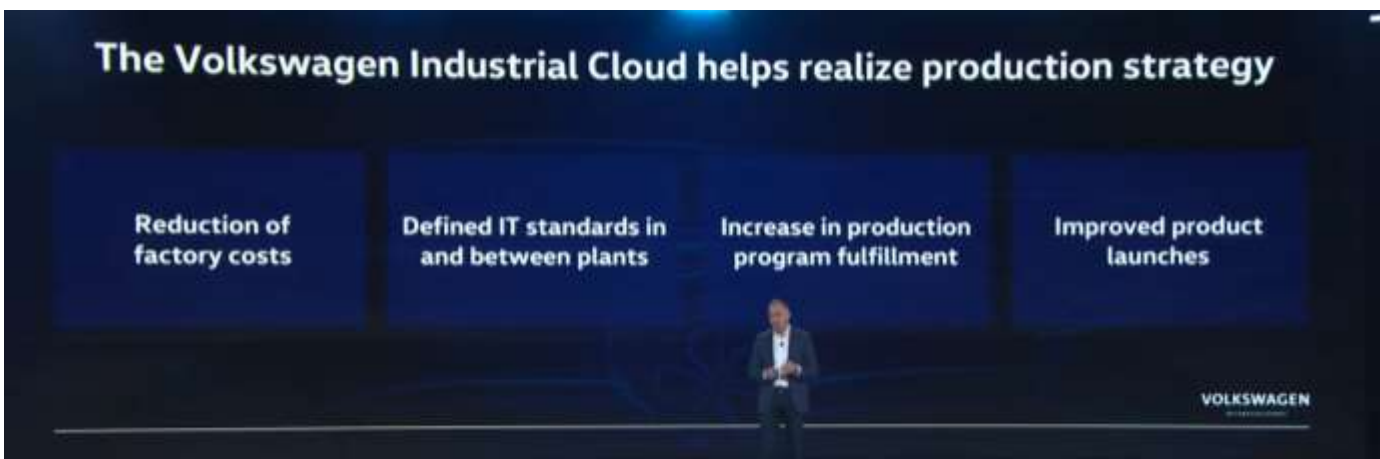 The Volkswagen Industrial Cloud helps realize production strategy
Reduction of
factory costs
Defined IT standards in
and between plants
Increase in production
program fulfillment
Improved product
launches
VOLKSWAGEN